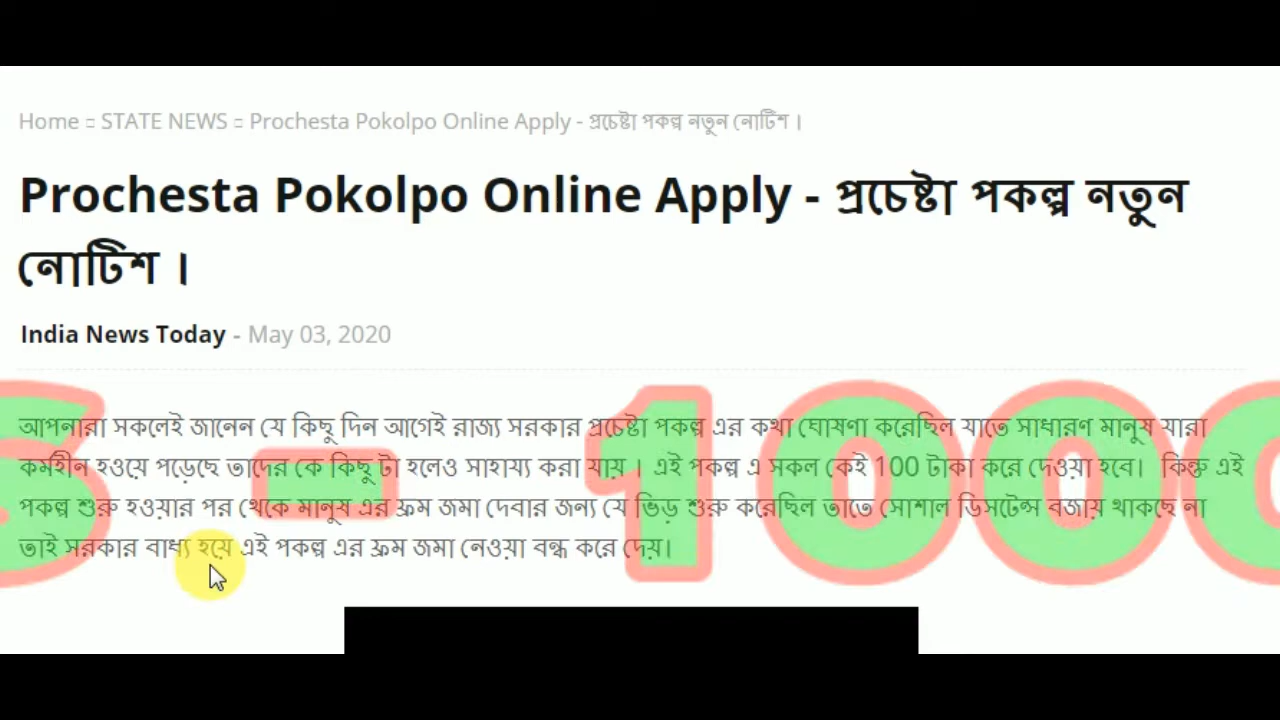 Home :: STATE NEWS :: Prochesta Pokolpo Online Apply - প্রচেষ্টা পকল্প নতুন নোটিশ।
Prochesta Pokolpo Online Apply - প্রচেষ্টা পকল্প নতুন
নোটিশ।
India News Today - May 03, 2020
আপনারা সকলেই জানেন যে কিছু দিন আগেই রাজ্য সরকার প্রচেষ্টা পকল্প এর কথা ঘোষণা করেছিল যাতে সাধারণ মানুষ যারা
কর্মহীন হওয়ে পড়েছে তাদের কে কিছু টা হলেও সাহায্য করা যায় । এই পকল্প এ সকল কেই 100 টাকা করে দেওয়া হবে। কিন্তু এই
পকল্প শুরু হওয়ার পর থেকে মানুষ এর ফ্রম জমা দেবার জন্য যে ভিড় শুরু করেছিল তাতে সোশাল ডিসটেন্স বজায় থাকছে না
তাই সরকার বাধ্য হয়ে এই পকল্প এর ফ্রম জমা নেওয়া বন্ধ করে দেয়।
- 1000